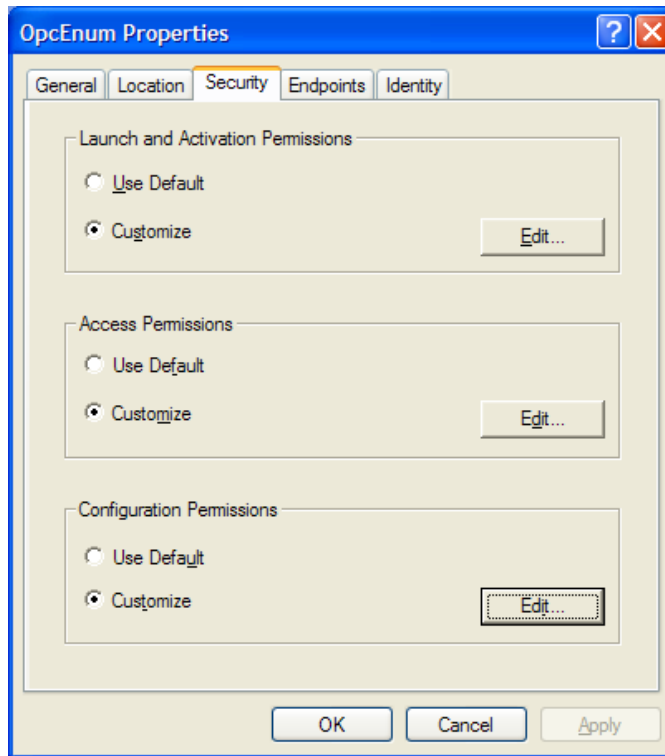 OpcEnum Properties
General Location Security Endpoints Identity
Launch and Activation Permissions
Use Default
Customize
Edit...
Access Permissions
Use Default
Customize
Edit...
Configuration Permissions
Use Default
Customize
Edit...
OK Cancel Apply